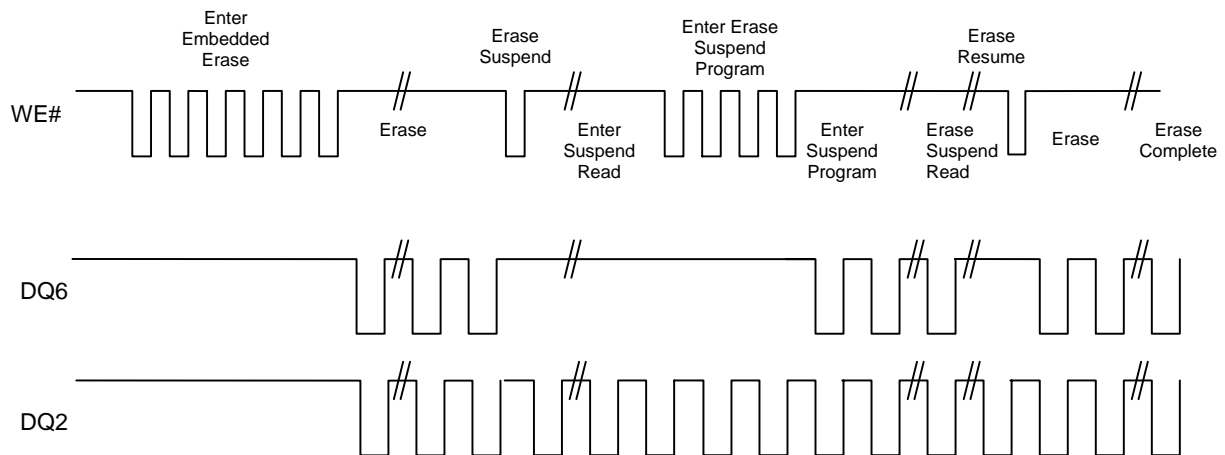 Enter
Embedded
Erase
Erase
Suspend
Enter Erase
Suspend
Program
Erase
Resume
WE#
Erase
Enter
Suspend
Read
Enter
Suspend
Program
Erase
Suspend
Read
Erase
Erase
Complete
DQ6
DQ2